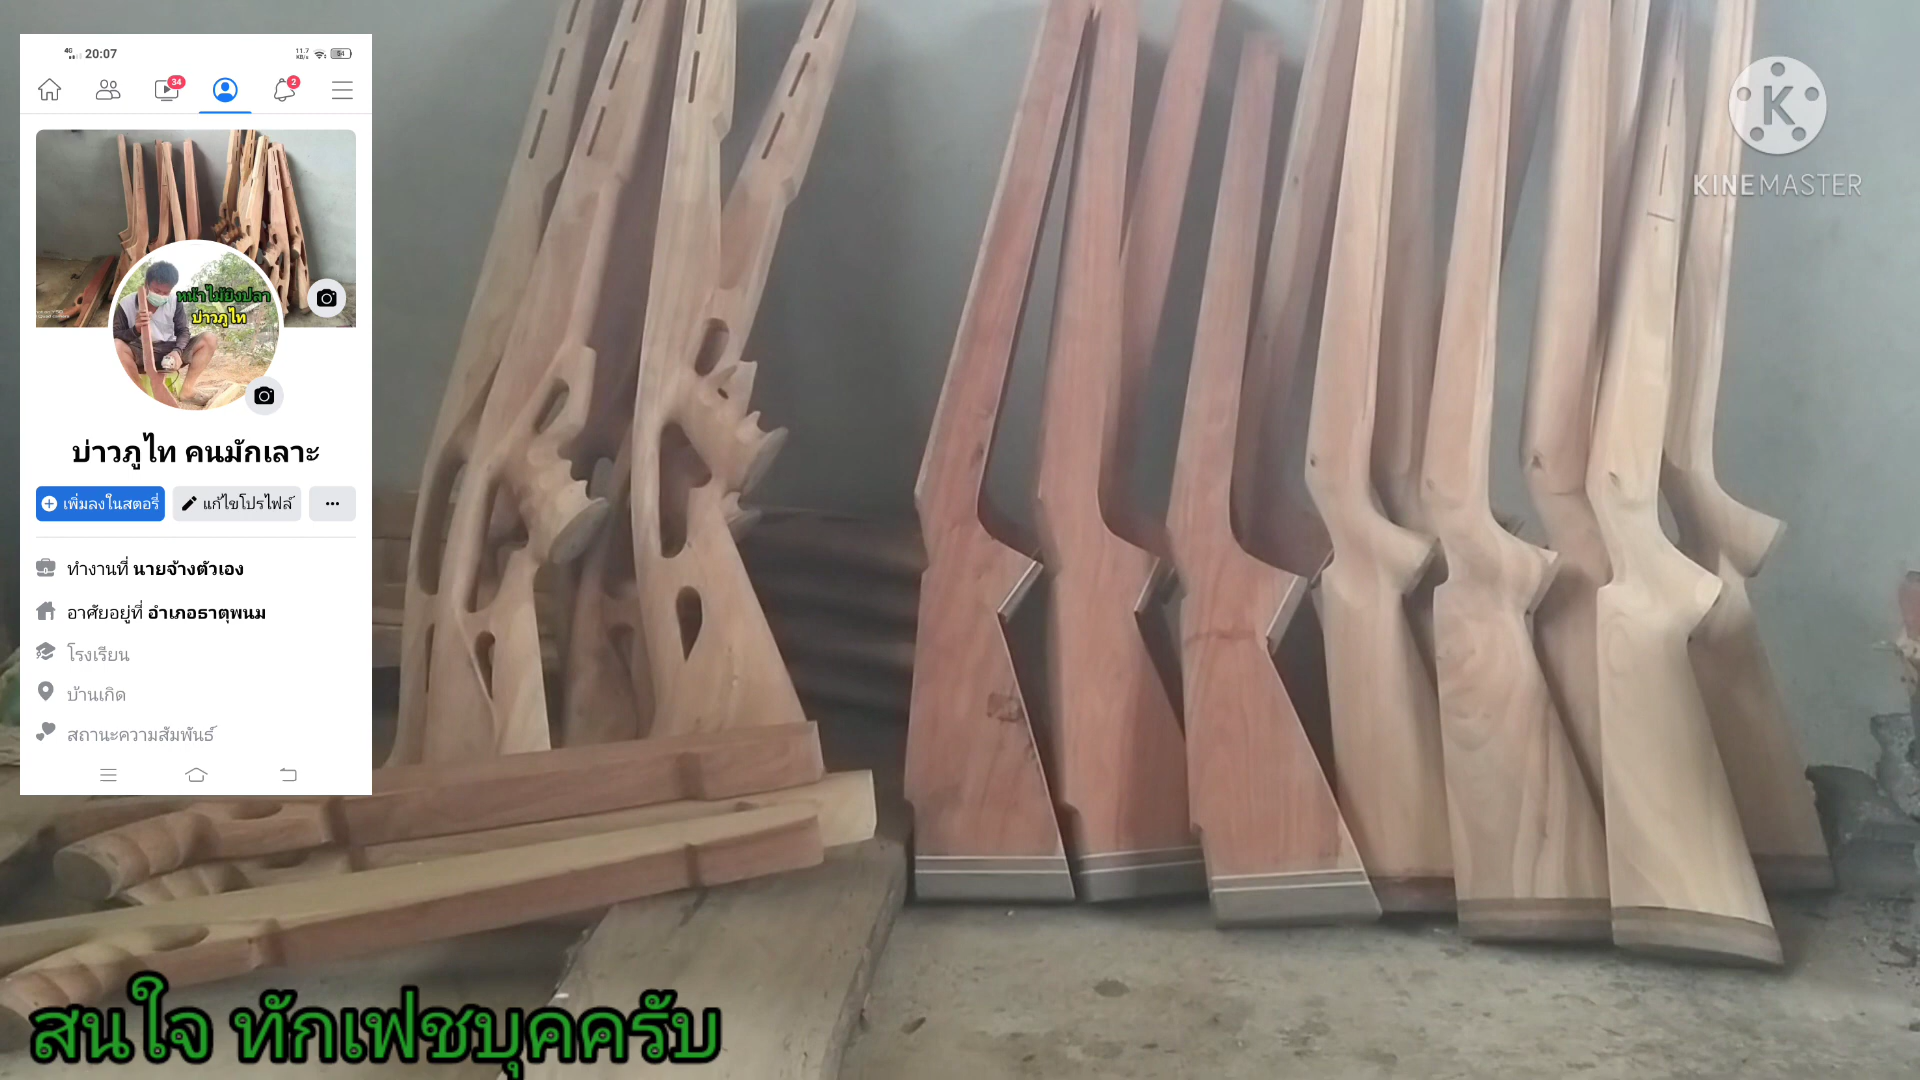 4G 20:07 11.7 KB/s 54
34
2
หน้าไม้ยิงปลา
บ่าวภูไท
บ่าวภูไท คนมักเลาะ
เพิ่มลงในสตอรี่
แก้ไขโปรไฟล์
ทำงานที่ นายจ้างตัวเอง
อาศัยอยู่ที่ อำเภอธาตุพนม
โรงเรียน
บ้านเกิด
สถานะความสัมพันธ์
K
KINEMASTER
สนใจ ทักเฟชบุคครับ